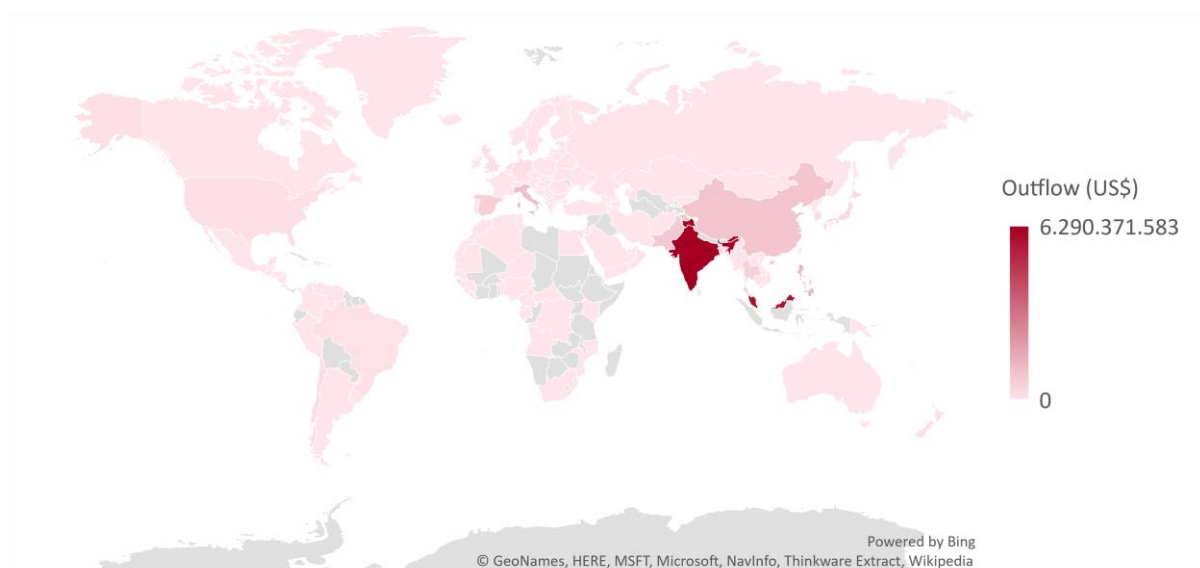 Outflow (US$)
6.290.371.583
0
Powered by Bing
© GeoNames, HERE, MSFT, Microsoft, NavInfo, Thinkware Extract, Wikipedia